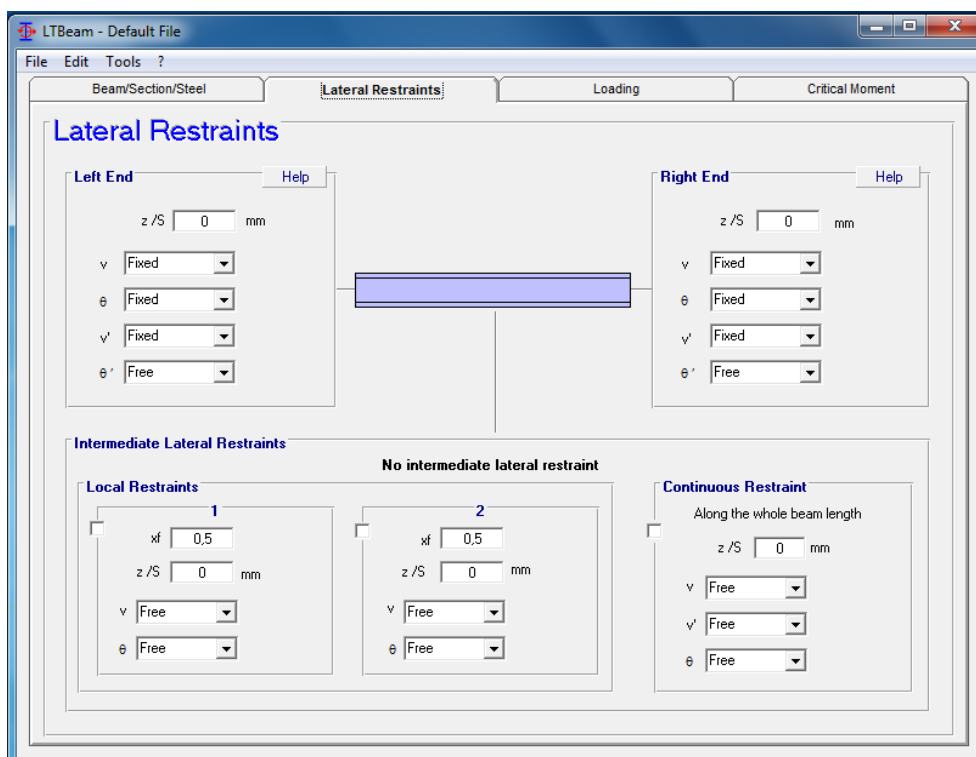 LTBeam - Default File
File Edit Tools ?
Beam/Section/Steel Lateral Restraints Loading Critical Moment
Lateral Restraints
Left End Help
z /S 0 mm
v Fixed
θ Fixed
v' Fixed
θ ' Free
Right End Help
z /S 0 mm
v Fixed
θ Fixed
v' Fixed
θ ' Free
Intermediate Lateral Restraints
No intermediate lateral restraint
Local Restraints
1
xf 0,5
z /S 0 mm
v Free
θ Free
2
xf 0,5
z /S 0 mm
v Free
θ Free
Continuous Restraint
Along the whole beam length
z /S 0 mm
v Free
v' Free
θ Free